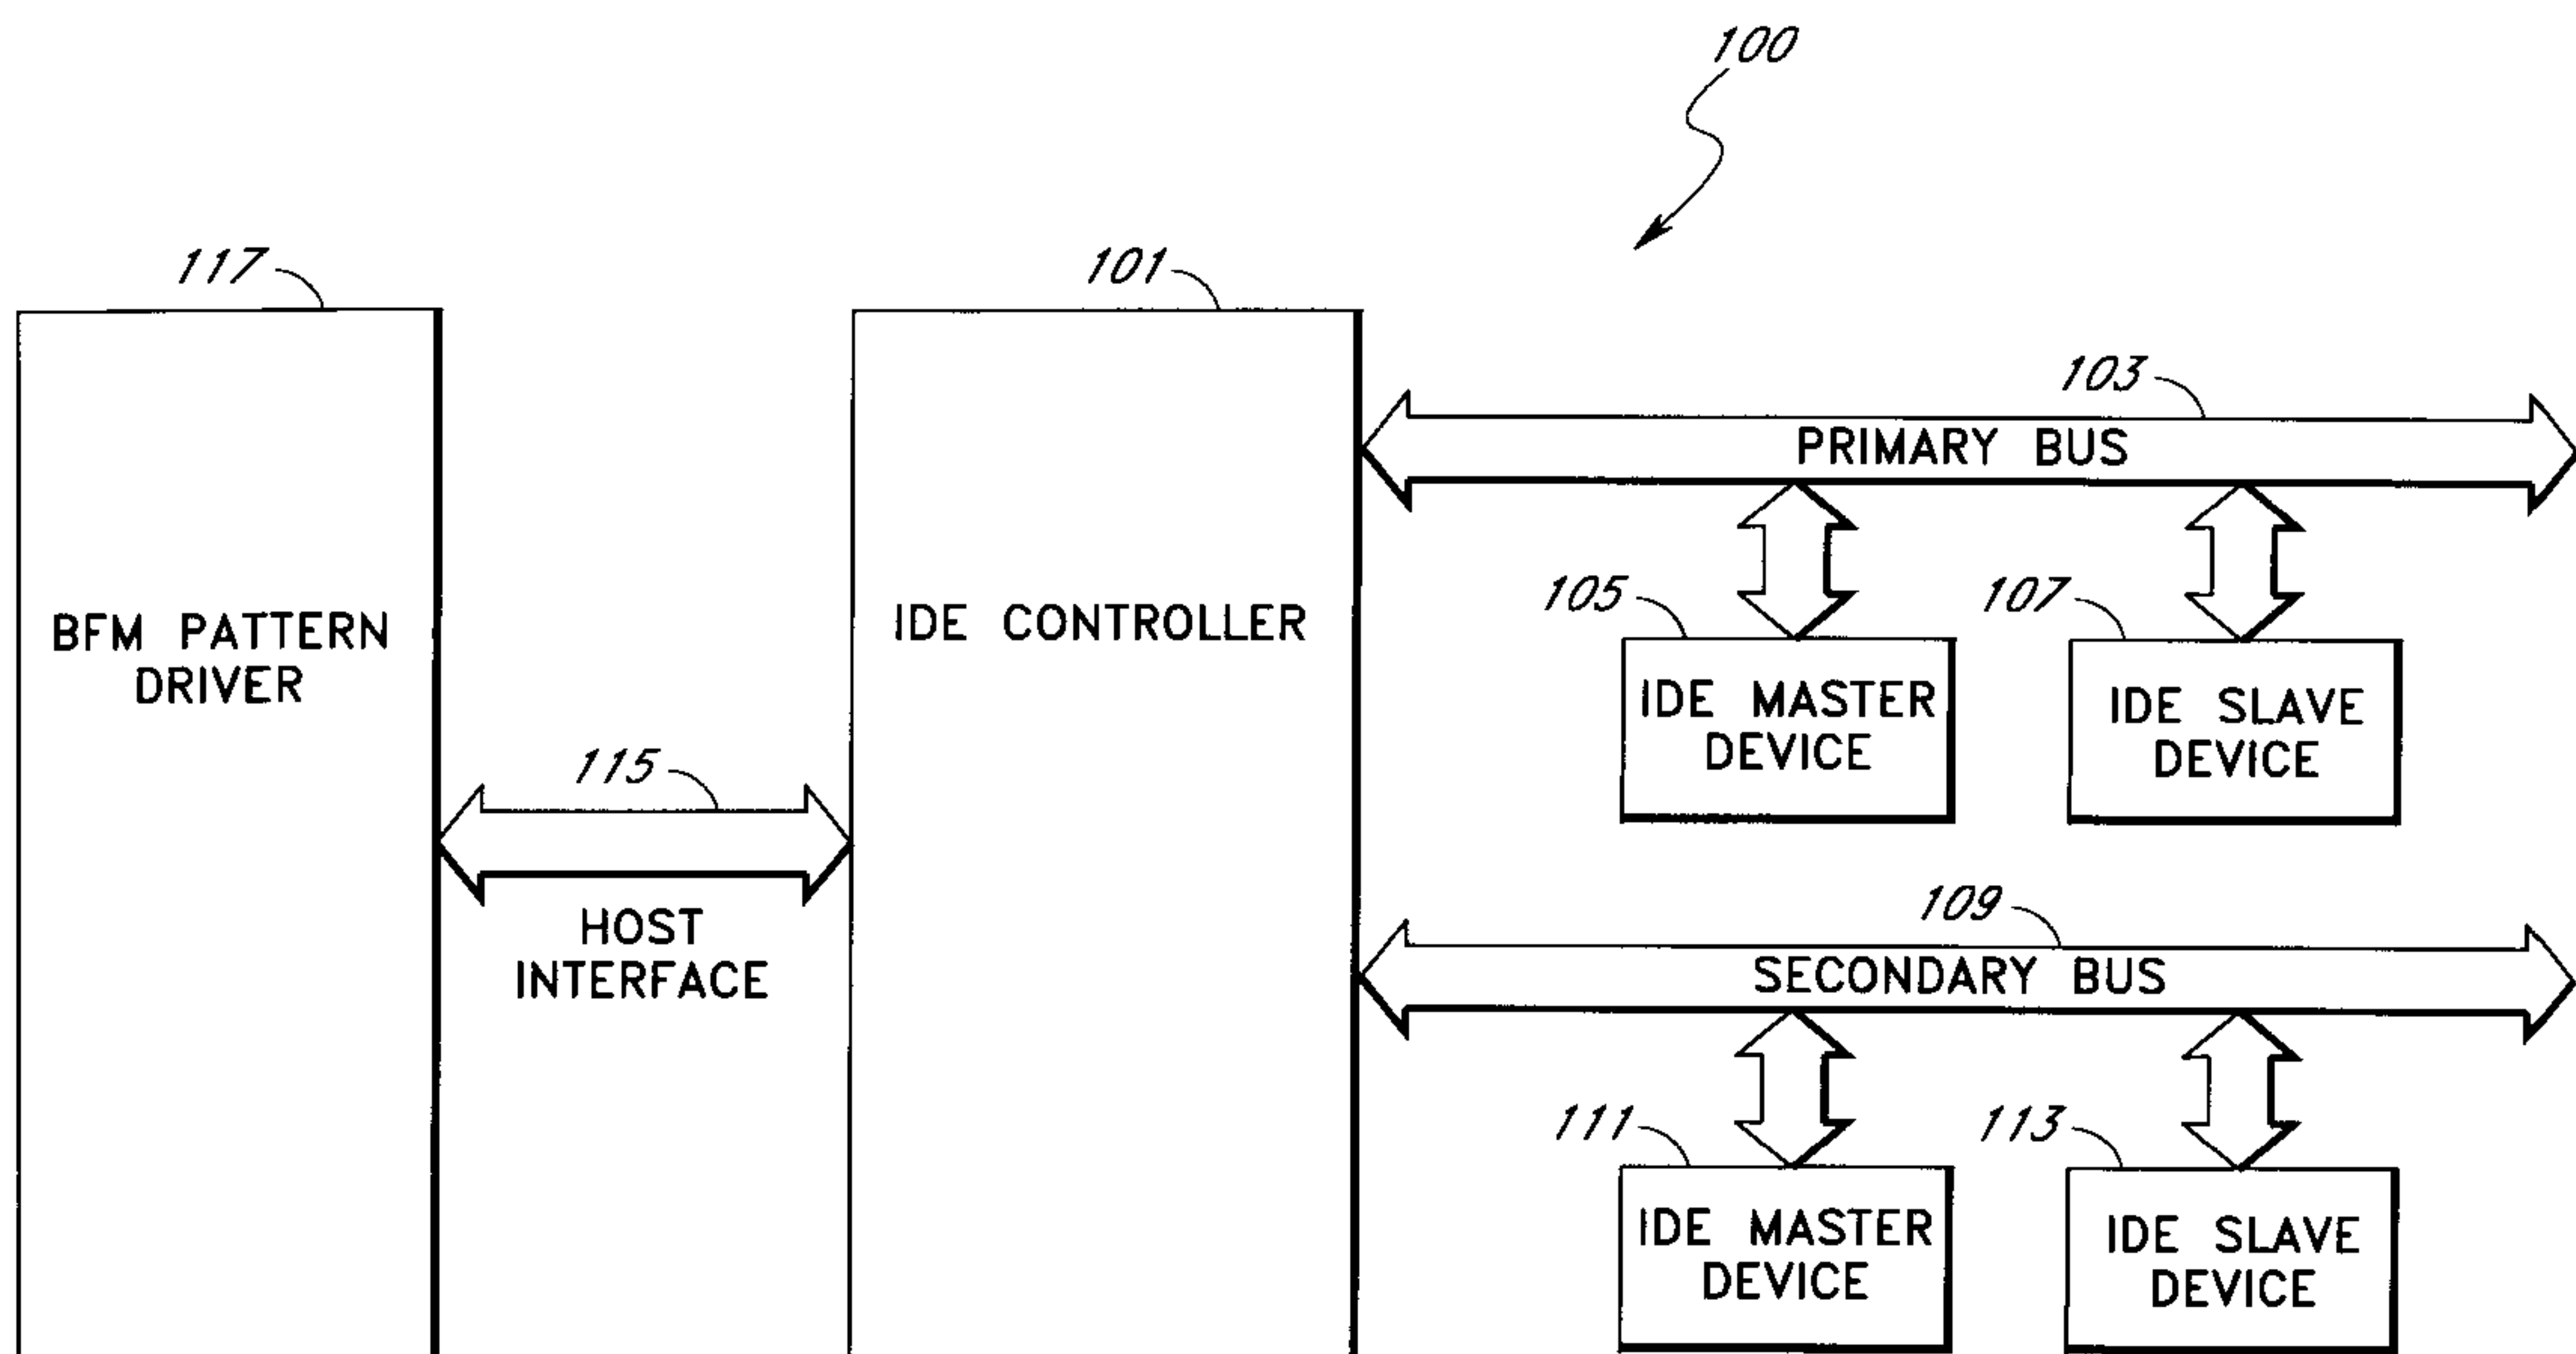 100
117
101
103
PRIMARY BUS
105
107
BFM PATTERN
DRIVER
IDE CONTROLLER
IDE MASTER
DEVICE
IDE SLAVE
DEVICE
115
HOST
INTERFACE
109
SECONDARY BUS
111
113
IDE MASTER
DEVICE
IDE SLAVE
DEVICE